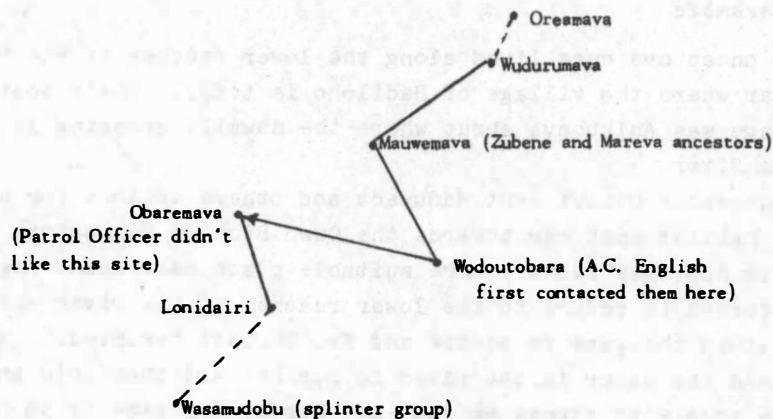 Oresmava
Wudurumava
Mauwemava (Zubene and Mareva ancestors)
Obaremava
(Patrol Officer didn't
like this site)
Wodoutobara (A.C. English
first contacted them here)
Lonidairi
Wasamudobu (splinter group)